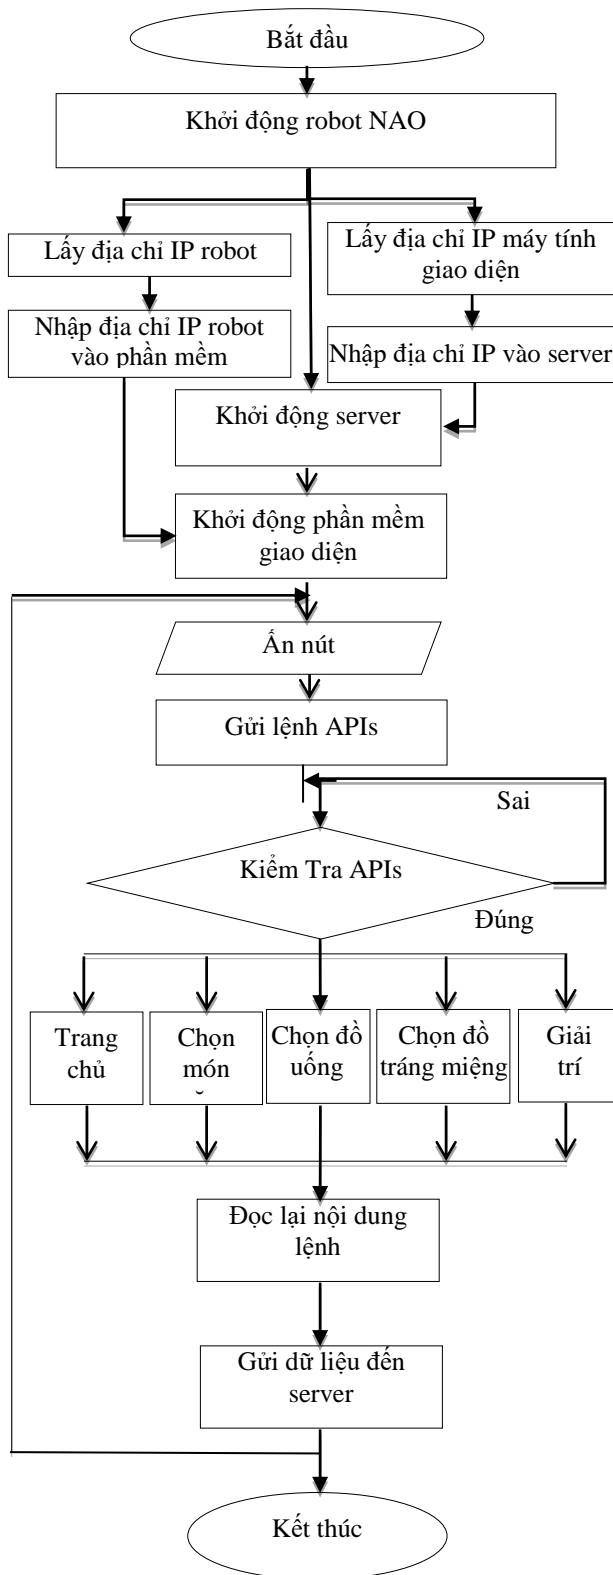 Bắt đầu
Khởi động robot NAO
Lấy địa chỉ IP robot
Lấy địa chỉ IP máy tính
giao diện
Nhập địa chỉ IP robot
vào phần mềm
Nhập địa chỉ IP vào server
Khởi động server
Khởi động phần mềm
giao diện
Ấn nút
Gửi lệnh APIs
Sai
Kiểm Tra APIs
Đúng
Trang
chủ
Chọn
món
Chọn đồ
uống
Chọn đồ
tráng miệng
Giải
trí
Đọc lại nội dung
lệnh
Gửi dữ liệu đến
server
Kết thúc